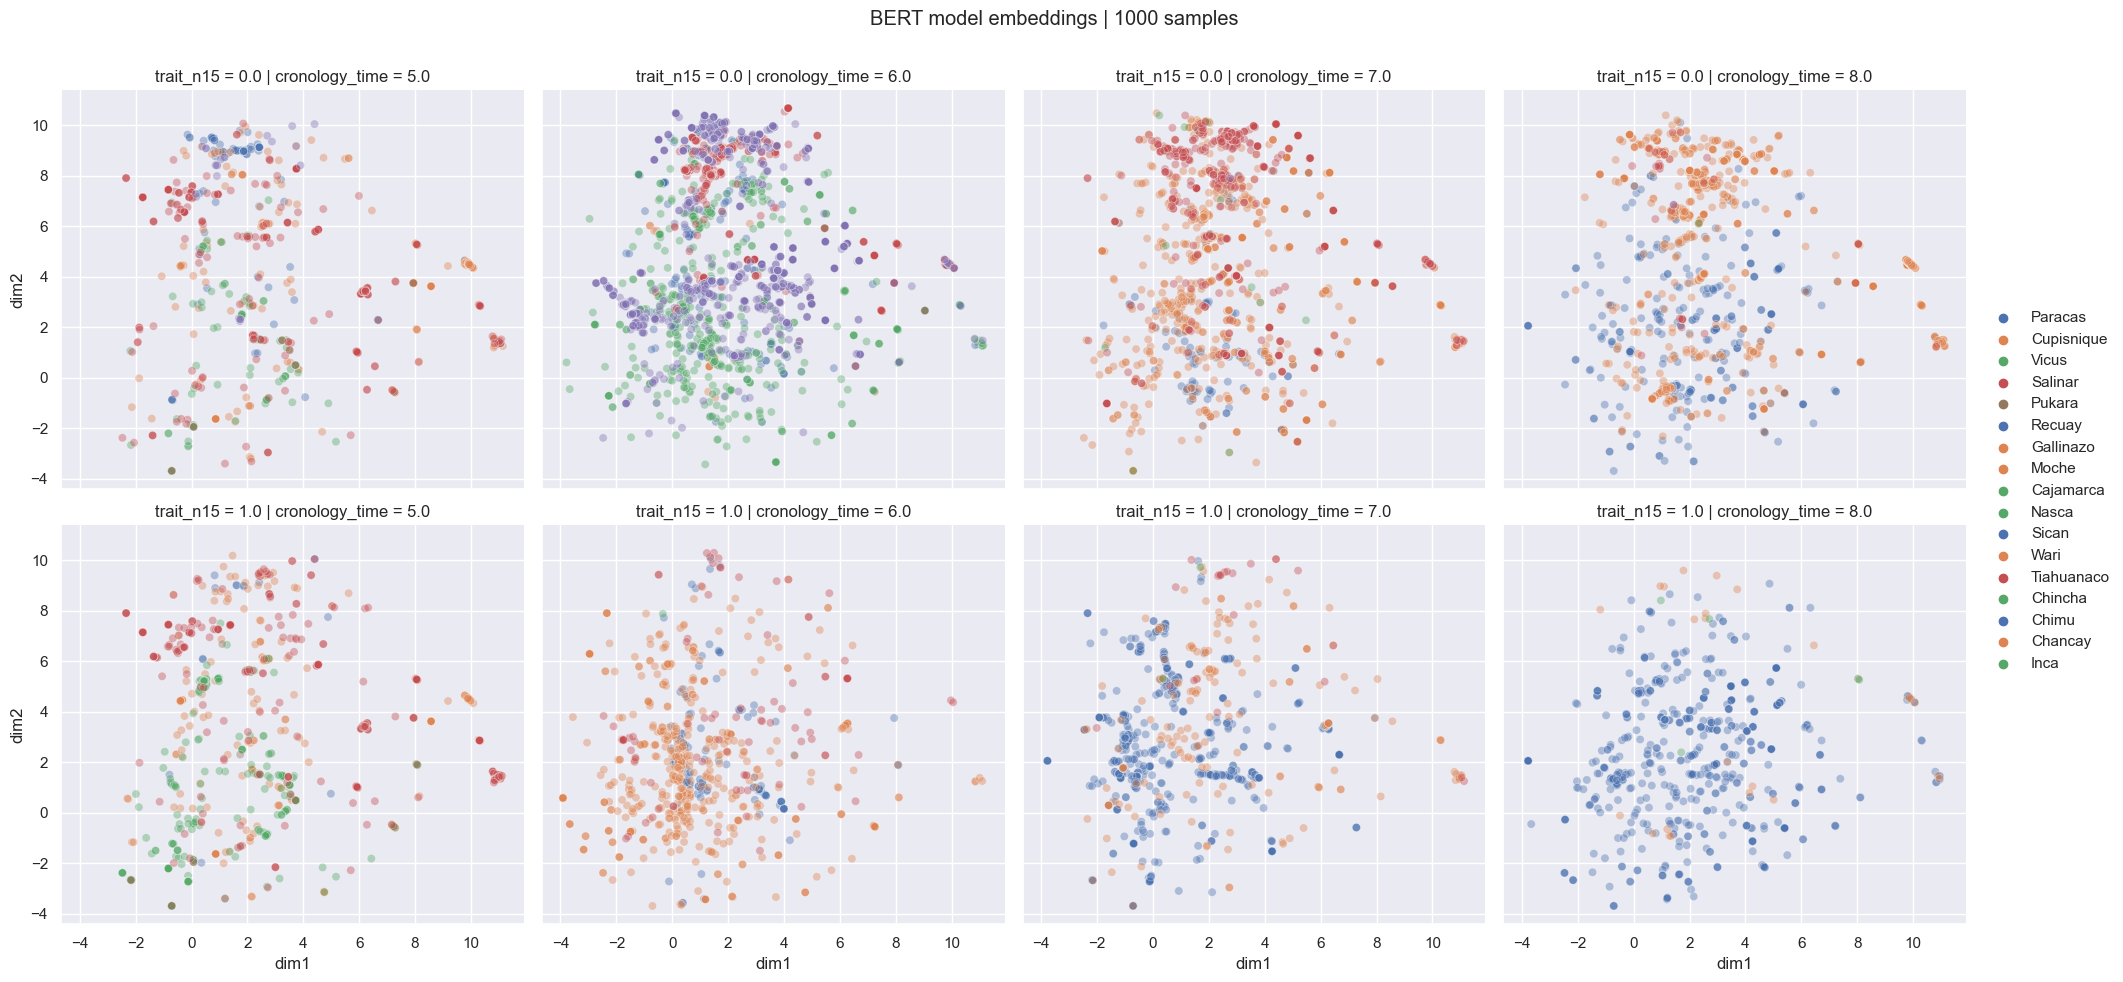 BERT model embeddings | 1000 samples
trait_n15 = 0.0 | cronology_time = 5.0
trait_n15 = 0.0 | cronology_time = 6.0
trait_n15 = 0.0 | cronology_time = 7.0
trait_n15 = 0.0 | cronology_time = 8.0
10
8
6
4
2
0
−2
−4
dim2
trait_n15 = 1.0 | cronology_time = 5.0
trait_n15 = 1.0 | cronology_time = 6.0
trait_n15 = 1.0 | cronology_time = 7.0
trait_n15 = 1.0 | cronology_time = 8.0
10
8
6
4
2
0
−2
−4
dim2
−4 −2 0 2 4 6 8 10
−4 −2 0 2 4 6 8 10
−4 −2 0 2 4 6 8 10
−4 −2 0 2 4 6 8 10
dim1
dim1
dim1
dim1
Paracas
Cupisnique
Vicus
Salinar
Pukara
Recuay
Gallinazo
Moche
Cajamarca
Nasca
Sican
Wari
Tiahuanaco
Chincha
Chimu
Chancay
Inca